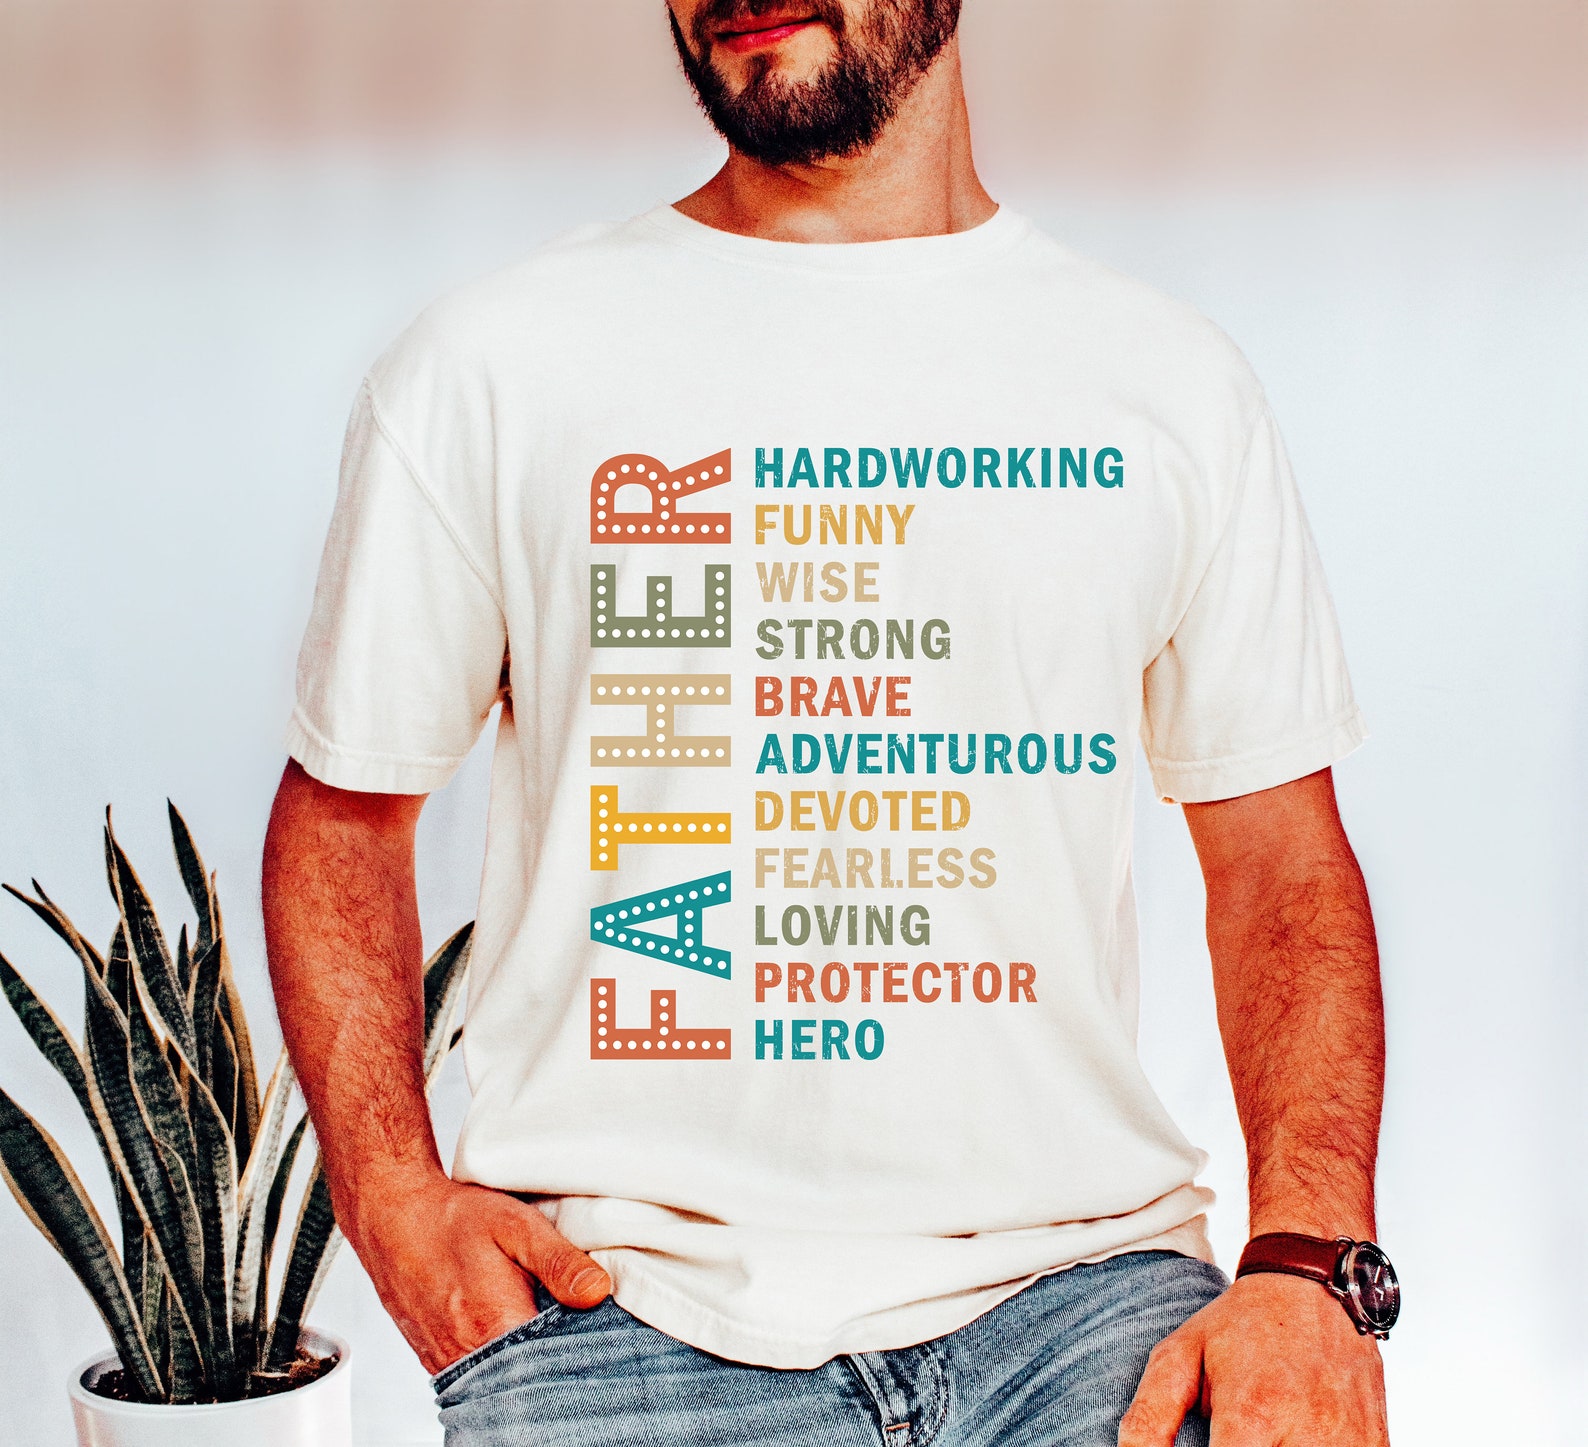 FATHER
HARDWORKING
FUNNY
WISE
STRONG
BRAVE
ADVENTUROUS
DEVOTED
FEARLESS
LOVING
PROTECTOR
HERO